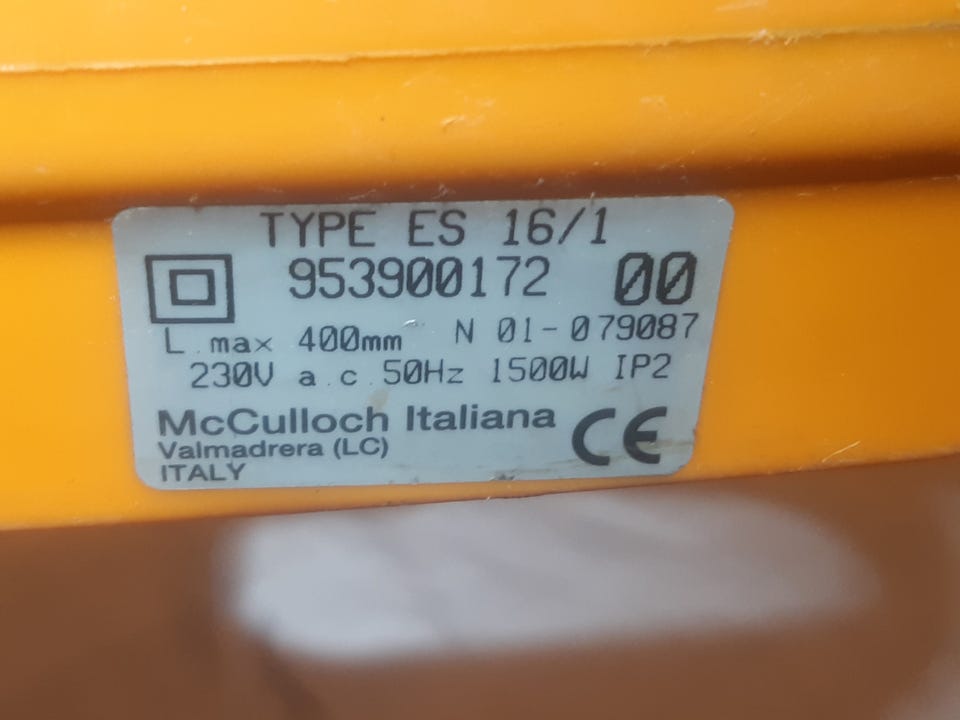 TYPE ES 16/1
953900172 00
L max 400mm N 01-079087
230V a.c. 50Hz 1500W IP2
McCulloch Italiana
Valmadrera (LC)
ITALY
CE